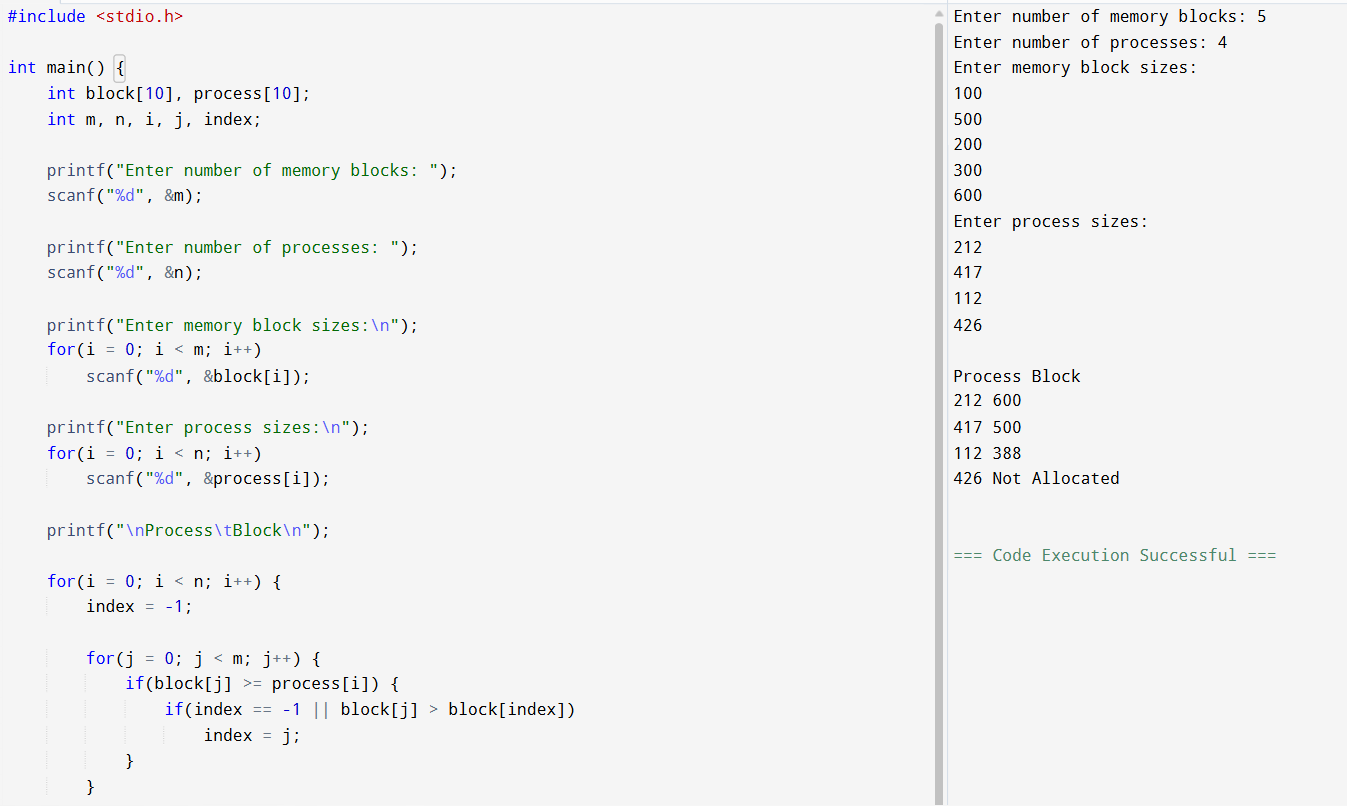 #include <stdio.h>
int main() {
    int block[10], process[10];
    int m, n, i, j, index;
    printf("Enter number of memory blocks: ");
    scanf("%d", &m);
    printf("Enter number of processes: ");
    scanf("%d", &n);
    printf("Enter memory block sizes:\n");
    for(i = 0; i < m; i++)
        scanf("%d", &block[i]);
    printf("Enter process sizes:\n");
    for(i = 0; i < n; i++)
        scanf("%d", &process[i]);
    printf("\nProcess\tBlock\n");
    for(i = 0; i < n; i++) {
        index = -1;
        for(j = 0; j < m; j++) {
            if(block[j] >= process[i]) {
                if(index == -1 || block[j] > block[index])
                    index = j;
            }
        }
Enter number of memory blocks: 5
Enter number of processes: 4
Enter memory block sizes:
100
500
200
300
600
Enter process sizes:
212
417
112
426
Process Block
212 600
417 500
112 388
426 Not Allocated
=== Code Execution Successful ===